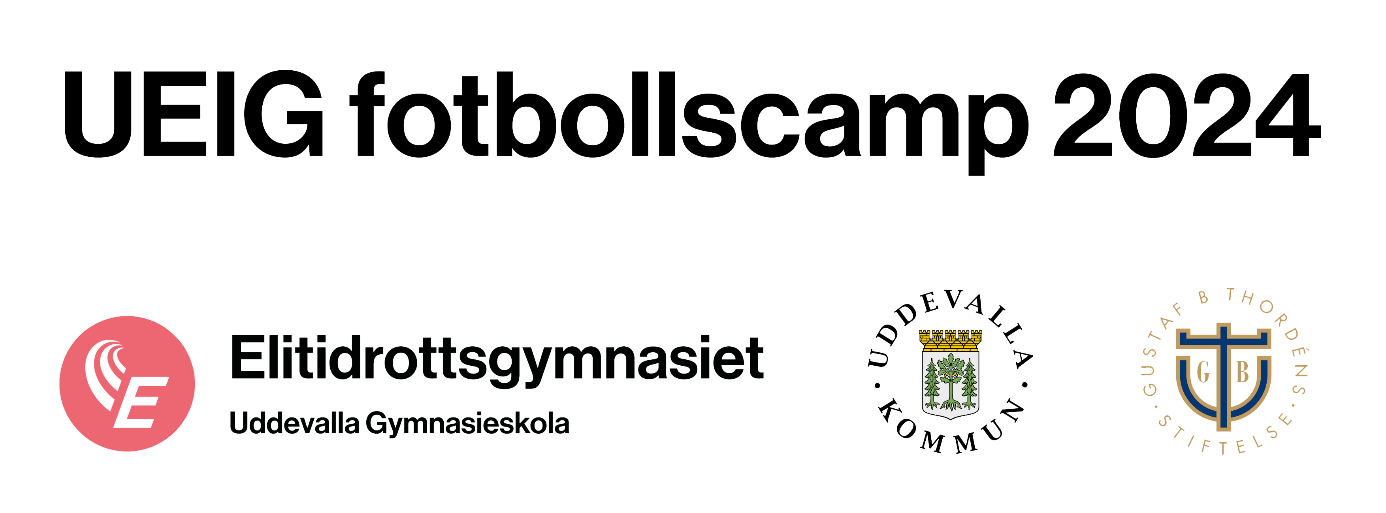 UEIG fotbollscamp 2024
E
Elitidrottsgymnasiet
Uddevalla Gymnasieskola
UDDEVALLA
· KOMMUN ·
GUSTAF B THORDÉNS
· STIFTELSE ·
G B